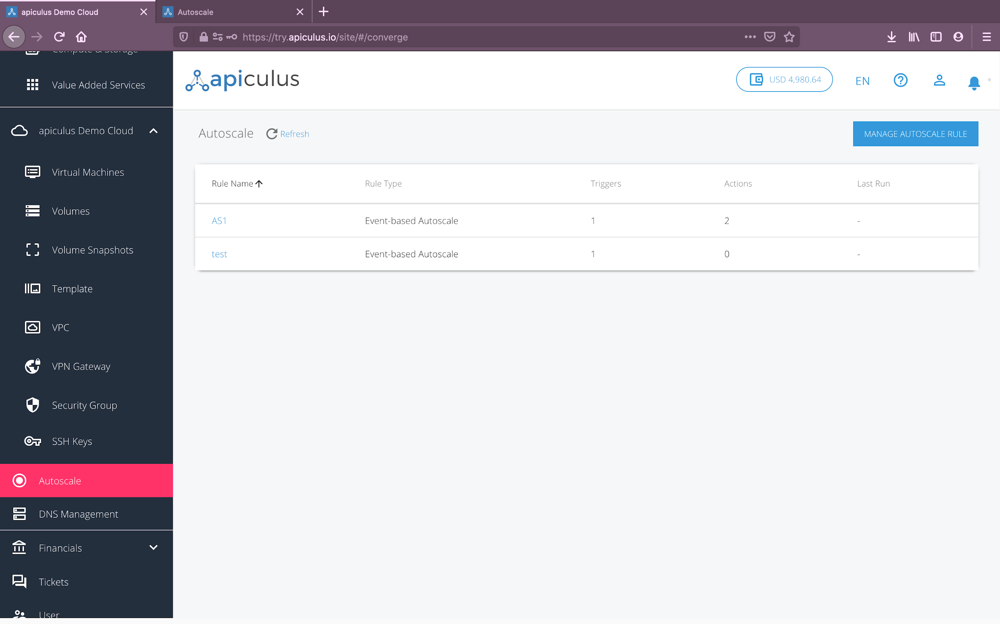 apiculus Demo Cloud
Autoscale
https://try.apiculus.io/site/#/converge
Compute & Storage
Value Added Services
apiculus Demo Cloud
Virtual Machines
Volumes
Volume Snapshots
Template
VPC
VPN Gateway
Security Group
SSH Keys
Autoscale
DNS Management
Financials
Tickets
User
apiculus
USD 4,980.64
EN
Autoscale
Refresh
MANAGE AUTOSCALE RULE
Rule Name Rule Type Triggers Actions Last Run
AS1 Event-based Autoscale 1 2 -
test Event-based Autoscale 1 0 -